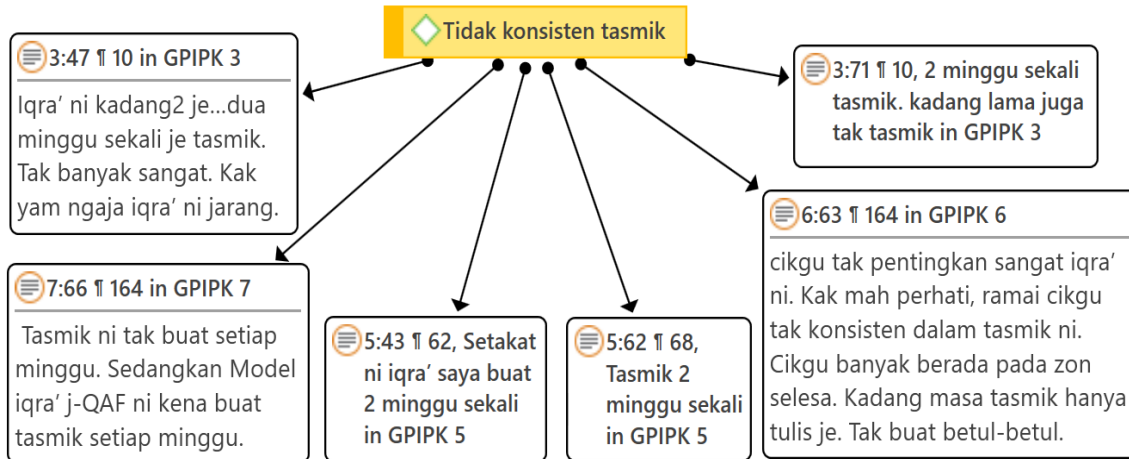 Tidak konsisten tasmik
3:47 ¶ 10 in GPIPK 3
Iqra’ ni kadang2 je...dua
minggu sekali je tasmik.
Tak banyak sangat. Kak
yam ngaja iqra’ ni jarang.
3:71 ¶ 10, 2 minggu sekali
tasmik. kadang lama juga
tak tasmik in GPIPK 3
7:66 ¶ 164 in GPIPK 7
Tasmik ni tak buat setiap
minggu. Sedangkan Model
iqra’ j-QAF ni kena buat
tasmik setiap minggu.
5:43 ¶ 62, Setakat
ni iqra’ saya buat
2 minggu sekali
in GPIPK 5
5:62 ¶ 68,
Tasmik 2
minggu sekali
in GPIPK 5
6:63 ¶ 164 in GPIPK 6
cikgu tak pentingkan sangat iqra’
ni. Kak mah perhati, ramai cikgu
tak konsisten dalam tasmik ni.
Cikgu banyak berada pada zon
selesa. Kadang masa tasmik hanya
tulis je. Tak buat betul-betul.